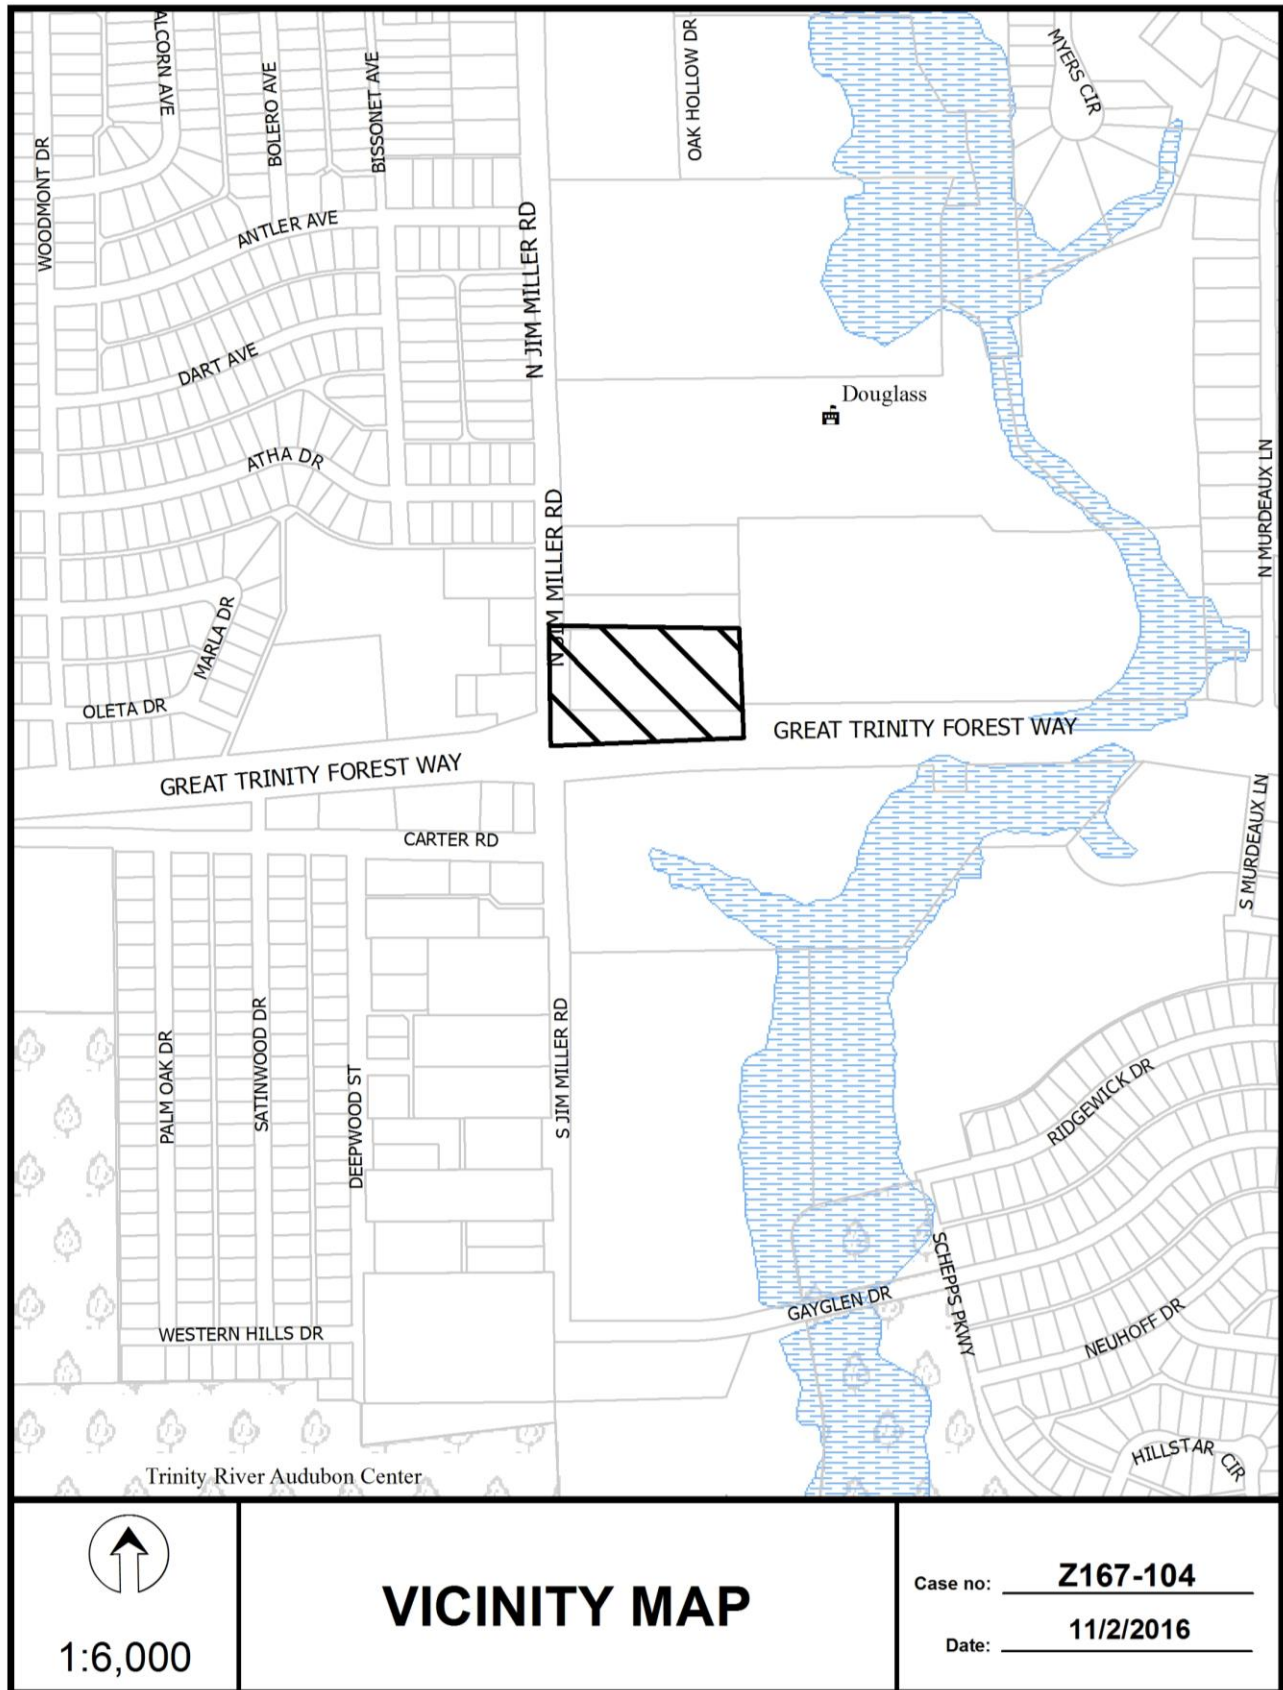 ALCORN AVE
BOLERO AVE
BISSONET AVE
OAK HOLLOW DR
MYERS CIR
WOODMONT DR
ANTLER AVE
N JIM MILLER RD
DART AVE
Douglass
ATHA DR
N JIM MILLER RD
N MURDEAUX LN
MARLA DR
OLETA DR
GREAT TRINITY FOREST WAY
GREAT TRINITY FOREST WAY
CARTER RD
S MURDEAUX LN
PALM OAK DR
SATINWOOD DR
DEEPWOOD ST
S JIM MILLER RD
RIDGEWICK DR
SCHEPPS PKWY
GAYGLEN DR
NEUHOFF DR
WESTERN HILLS DR
HILLSTAR CIR
Trinity River Audubon Center
1:6,000
VICINITY MAP
Case no: Z167-104
Date: 11/2/2016